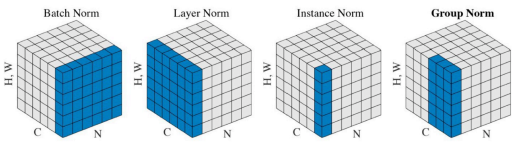 Batch Norm Layer Norm Instance Norm Group Norm
H, W H, W H, W H, W
C N C N C N C N